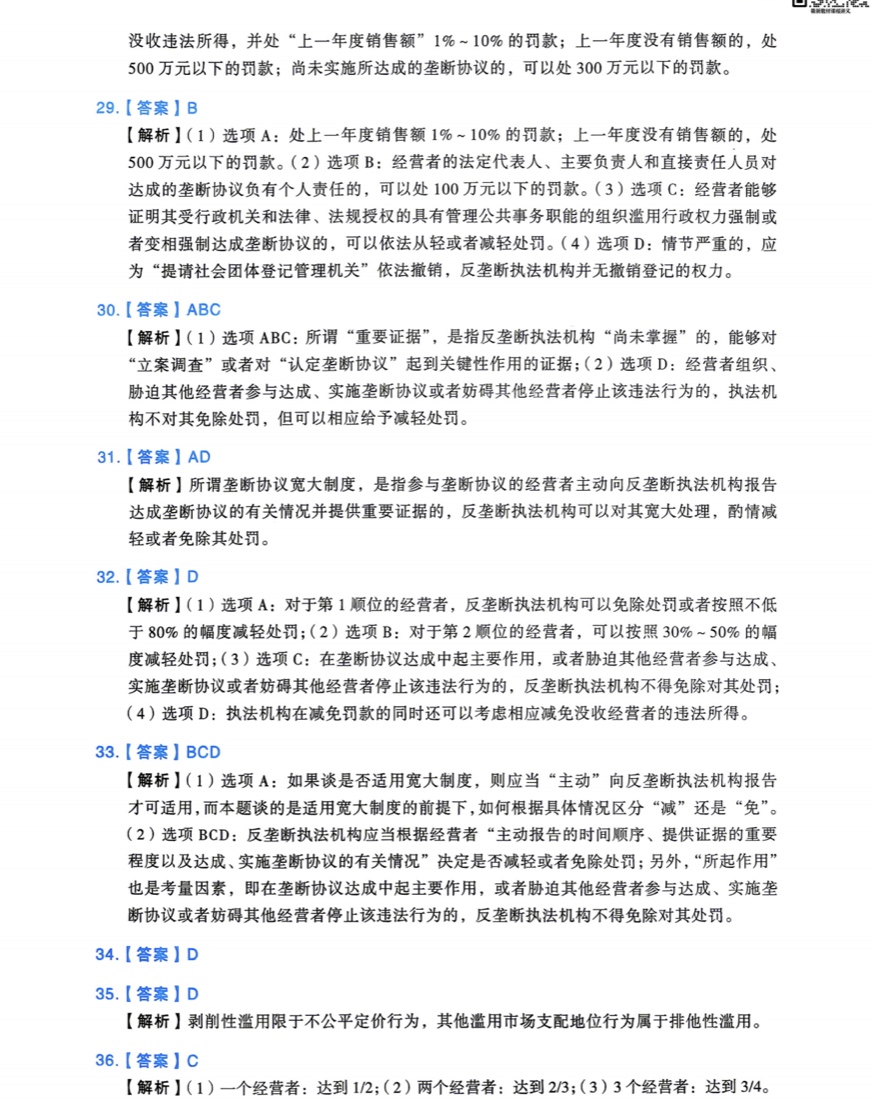 没收违法所得，并处“上一年度销售额”1% ~ 10% 的罚款；上一年度没有销售额的，处
500 万元以下的罚款；尚未实施所达成的垄断协议的，可以处 300 万元以下的罚款。
29.【答案】B
【解析】（1）选项 A：处上一年度销售额 1% ~ 10% 的罚款；上一年度没有销售额的，处
500 万元以下的罚款。（2）选项 B：经营者的法定代表人、主要负责人和直接责任人员对
达成的垄断协议负有个人责任的，可以处 100 万元以下的罚款。（3）选项 C：经营者能够
证明其受行政机关和法律、法规授权的具有管理公共事务职能的组织滥用行政权力强制或
者变相强制达成垄断协议的，可以依法从轻或者减轻处罚。（4）选项 D：情节严重的，应
为“提请社会团体登记管理机关”依法撤销，反垄断执法机构并无撤销登记的权力。
30.【答案】ABC
【解析】（1）选项 ABC：所谓“重要证据”，是指反垄断执法机构“尚未掌握”的，能够对
“立案调查”或者对“认定垄断协议”起到关键性作用的证据；（2）选项 D：经营者组织、
胁迫其他经营者参与达成、实施垄断协议或者妨碍其他经营者停止该违法行为的，执法机
构不对其免除处罚，但可以相应给予减轻处罚。
31.【答案】AD
【解析】所谓垄断协议宽大制度，是指参与垄断协议的经营者主动向反垄断执法机构报告
达成垄断协议的有关情况并提供重要证据的，反垄断执法机构可以对其宽大处理，酌情减
轻或者免除其处罚。
32.【答案】D
【解析】（1）选项 A：对于第 1 顺位的经营者，反垄断执法机构可以免除处罚或者按照不低
于 80% 的幅度减轻处罚；（2）选项 B：对于第 2 顺位的经营者，可以按照 30% ~ 50% 的幅
度减轻处罚；（3）选项 C：在垄断协议达成中起主要作用，或者胁迫其他经营者参与达成、
实施垄断协议或者妨碍其他经营者停止该违法行为的，反垄断执法机构不得免除对其处罚；
（4）选项 D：执法机构在减免罚款的同时还可以考虑相应减免没收经营者的违法所得。
33.【答案】BCD
【解析】（1）选项 A：如果谈是否适用宽大制度，则应当“主动”向反垄断执法机构报告
才可适用，而本题谈的是适用宽大制度的前提下，如何根据具体情况区分“减”还是“免”。
（2）选项 BCD：反垄断执法机构应当根据经营者“主动报告的时间顺序、提供证据的重要
程度以及达成、实施垄断协议的有关情况”决定是否减轻或者免除处罚；另外，“所起作用”
也是考量因素，即在垄断协议达成中起主要作用，或者胁迫其他经营者参与达成、实施垄
断协议或者妨碍其他经营者停止该违法行为的，反垄断执法机构不得免除对其处罚。
34.【答案】D
35.【答案】D
【解析】剥削性滥用限于不公平定价行为，其他滥用市场支配地位行为属于排他性滥用。
36.【答案】C
【解析】（1）一个经营者：达到 1/2；（2）两个经营者：达到 2/3；（3）3 个经营者：达到 3/4。